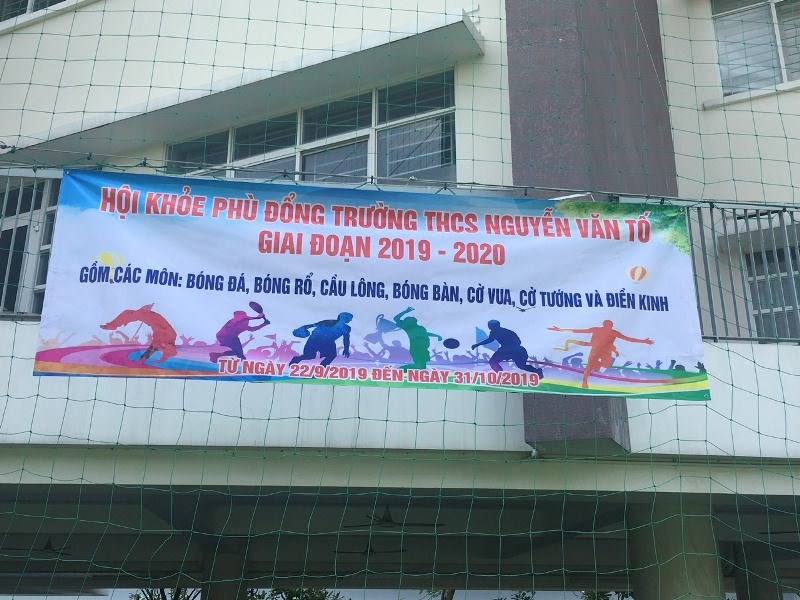 HỘI KHỎE PHÙ ĐỔNG TRƯỜNG THCS NGUYỄN VĂN TỐ
GIAI ĐOẠN 2019 - 2020
GỒM CÁC MÔN: BÓNG ĐÁ, BÓNG RỔ, CẦU LÔNG, BÓNG BÀN, CỜ VUA, CỜ TƯỚNG VÀ ĐIỀN KINH
TỪ NGÀY 22/9/2019 ĐẾN NGÀY 31/10/2019